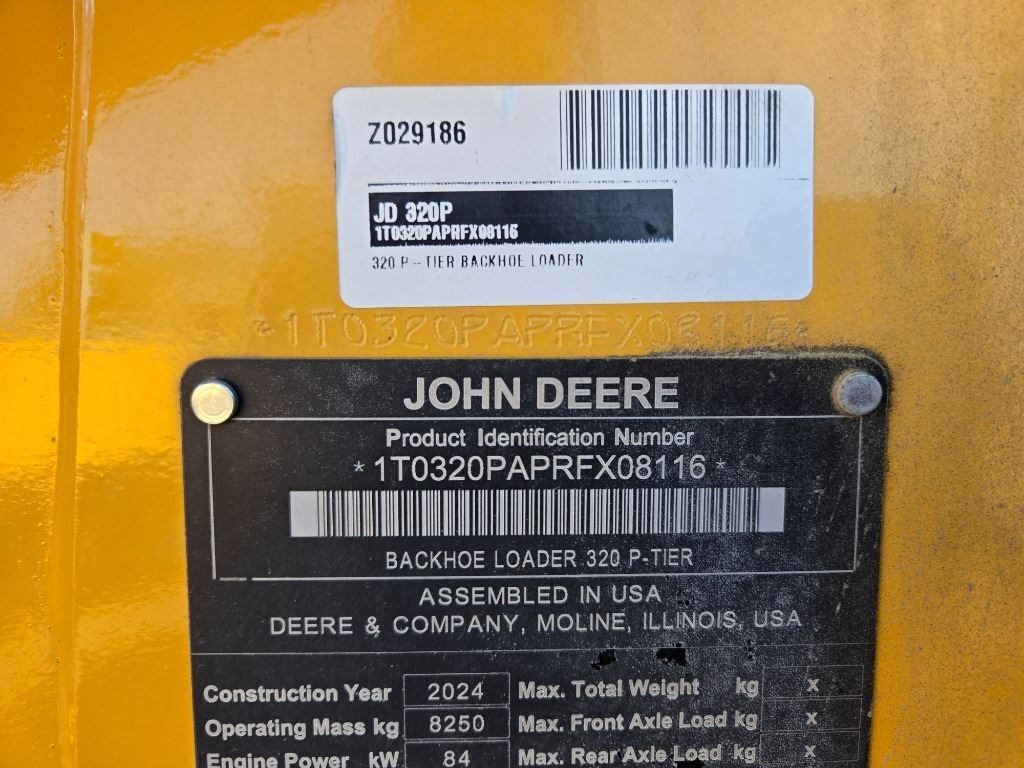 Z029186
JD 320P
1T0320PAPRFX08116
320 P - TIER BACKHOE LOADER
*1T0320PAPRFX08116*
JOHN DEERE
Product Identification Number
* 1T0320PAPRFX08116 *
BACKHOE LOADER 320 P-TIER
ASSEMBLED IN USA
DEERE & COMPANY, MOLINE, ILLINOIS, USA
Construction Year 2024 Max. Total Weight kg X
Operating Mass kg 8250 Max. Front Axle Load kg X
Engine Power kW 84 Max. Rear Axle Load kg X